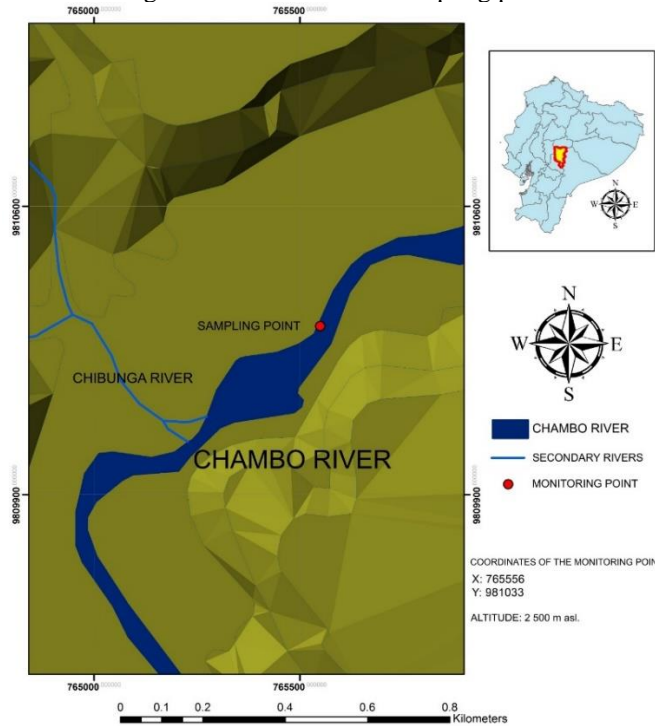 765000
765500
9810600
N
W E
S
SAMPLING POINT
CHIBUNGA RIVER
CHAMBO RIVER
9809900
N
W E
S
CHAMBO RIVER
SECONDARY RIVERS
MONITORING POINT
COORDINATES OF THE MONITORING POIN
X: 765556
Y: 981033
ALTITUDE: 2 500 m asl.
9810600
9809900
765000
765500
0 0.1 0.2 0.4 0.6 0.8
Kilometers